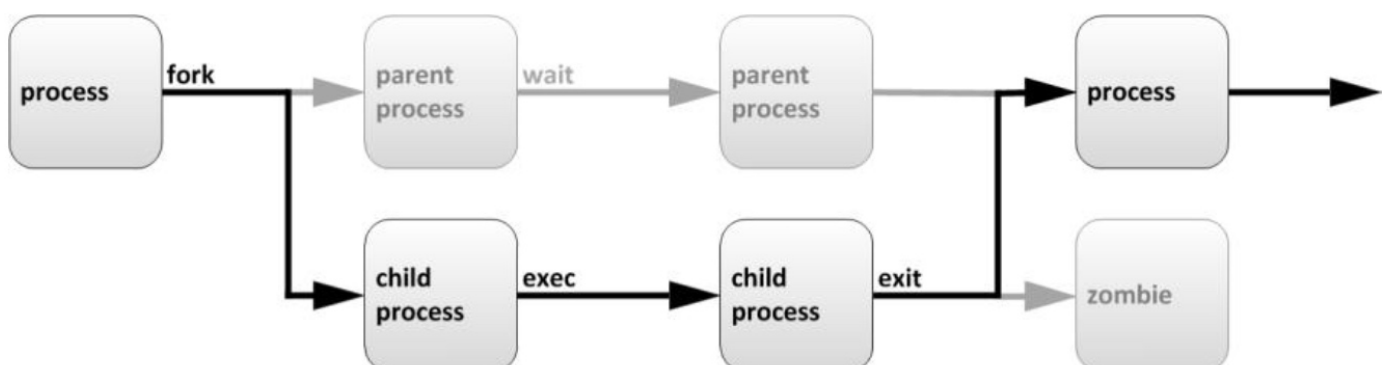 process
fork
parent
process
wait
parent
process
process
child
process
exec
child
process
exit
zombie